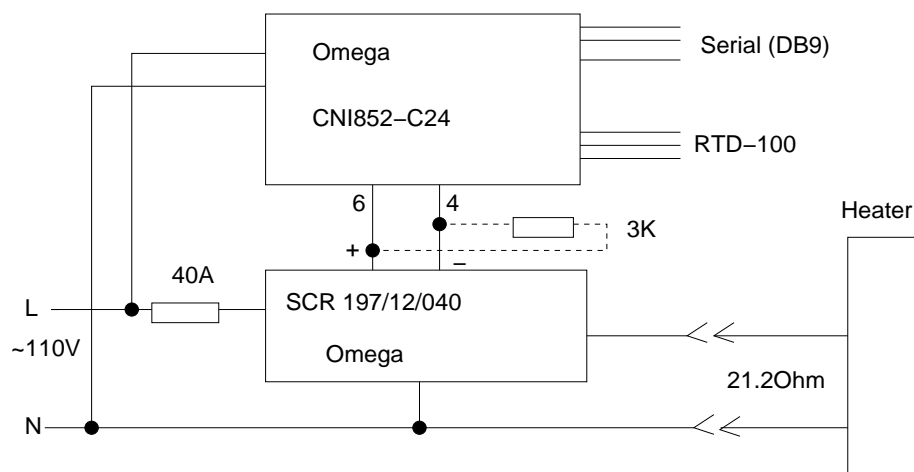 Omega
Serial (DB9)
CNI852−C24
RTD−100
6
4
Heater
3K
+
−
40A
SCR 197/12/040
L
~110V
Omega
21.2Ohm
N